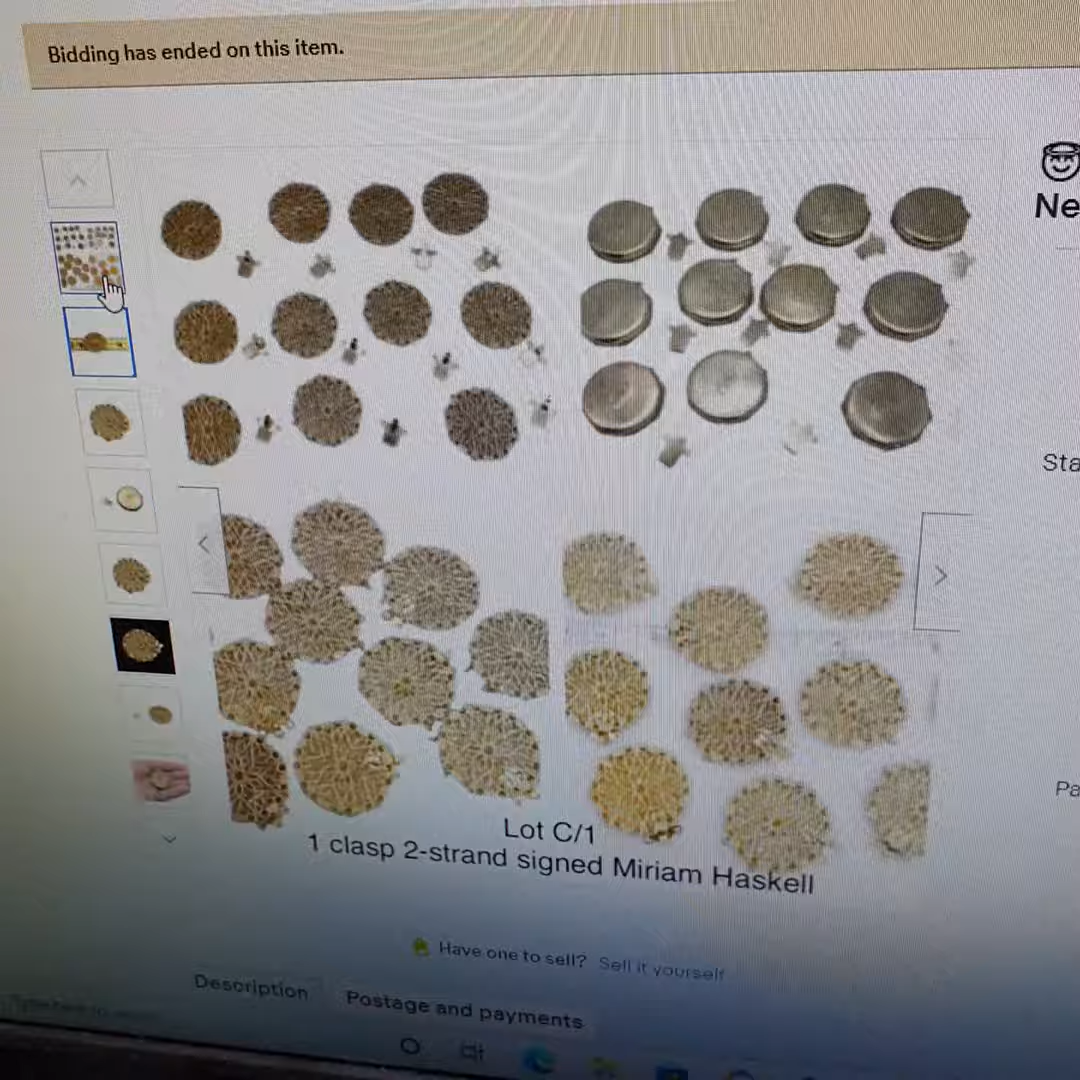 Bidding has ended on this item.
Ne
Sta
Pa
Lot C/1
1 clasp 2-strand signed Miriam Haskell
Have one to sell? Sell it yourself
Description
Postage and payments